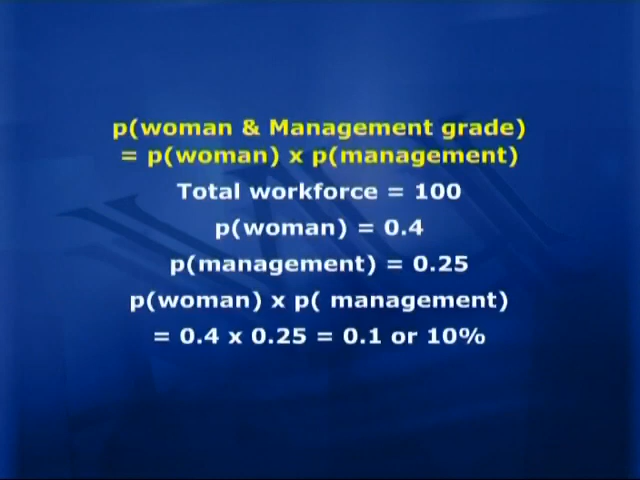 p(woman & Management grade)
= p(woman) x p(management)
Total workforce = 100
p(woman) = 0.4
p(management) = 0.25
p(woman) x p( management)
= 0.4 x 0.25 = 0.1 or 10%